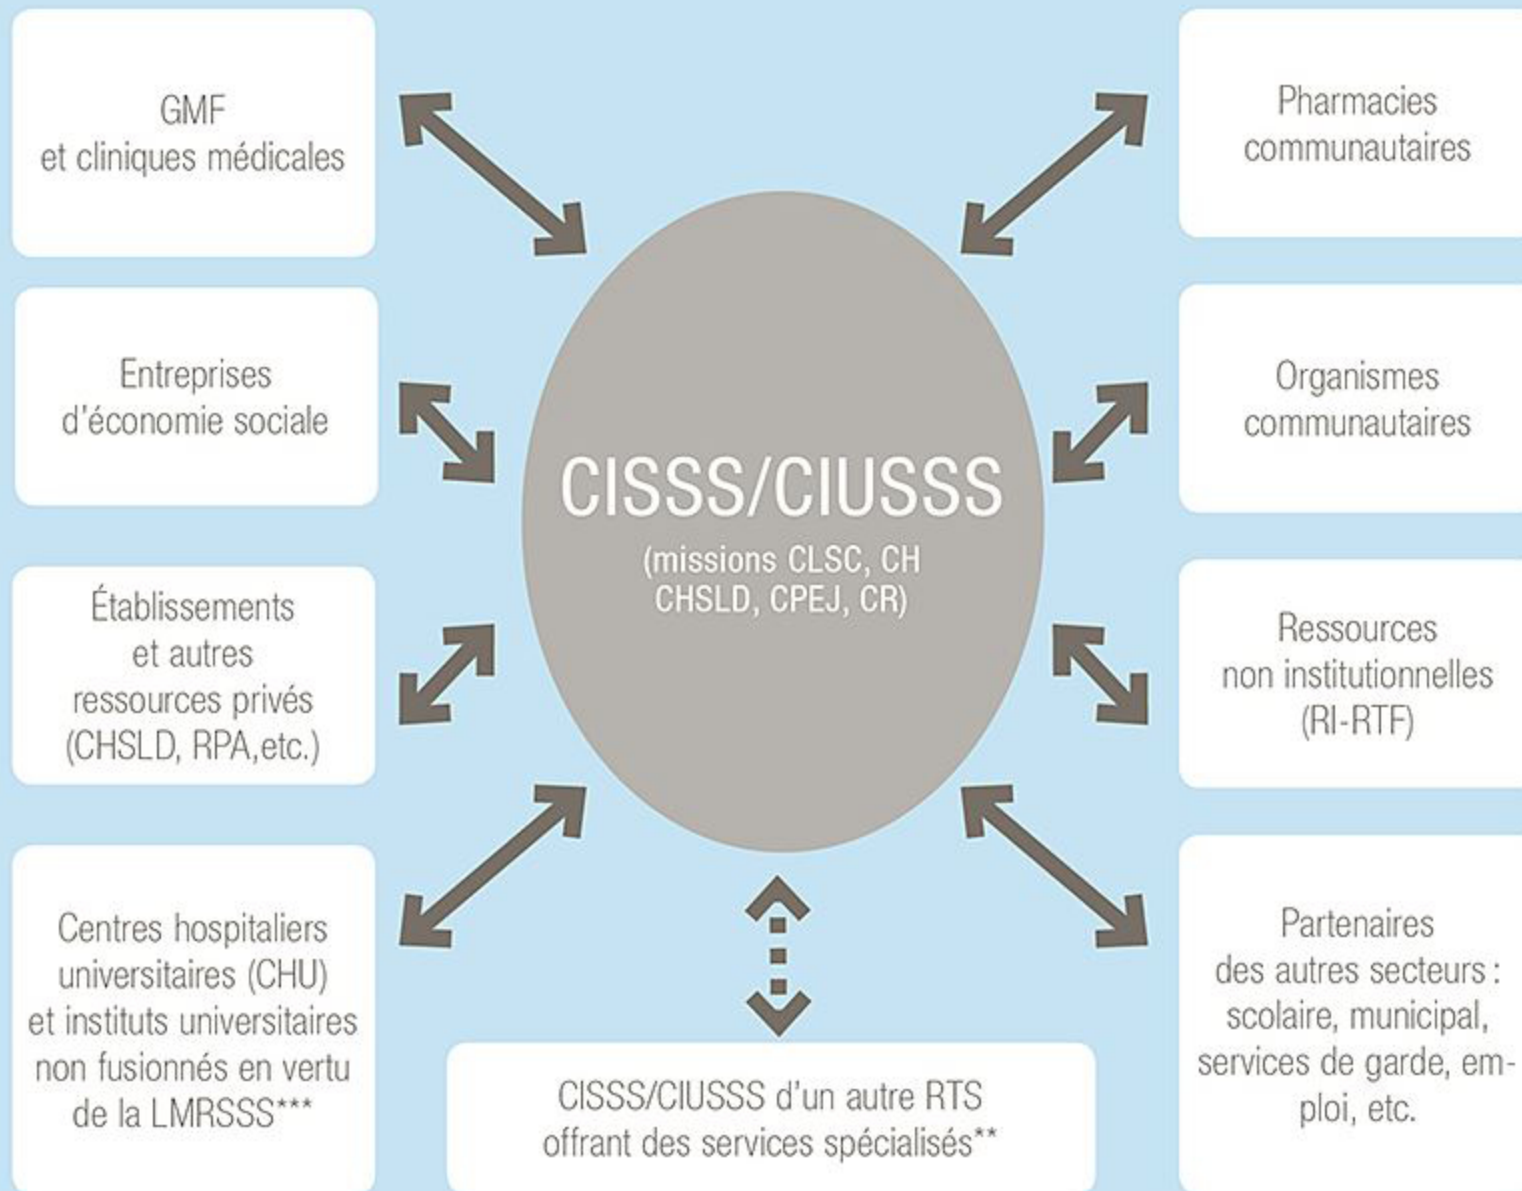 GMF
et cliniques médicales
Entreprises
d'économie sociale
Établissements
et autres
ressources privés
(CHSLD, RPA,etc.)
Centres hospitaliers
universitaires (CHU)
et instituts universitaires
non fusionnés en vertu
de la LMRSSS***
CISSS/CIUSSS
(missions CLSC, CH
CHSLD, CPEJ, CR)
CISSS/CIUSSS d'un autre RTS
offrant des services spécialisés**
Pharmacies
communautaires
Organismes
communautaires
Ressources
non institutionnelles
(RI-RTF)
Partenaires
des autres secteurs :
scolaire, municipal,
services de garde, em-
ploi, etc.